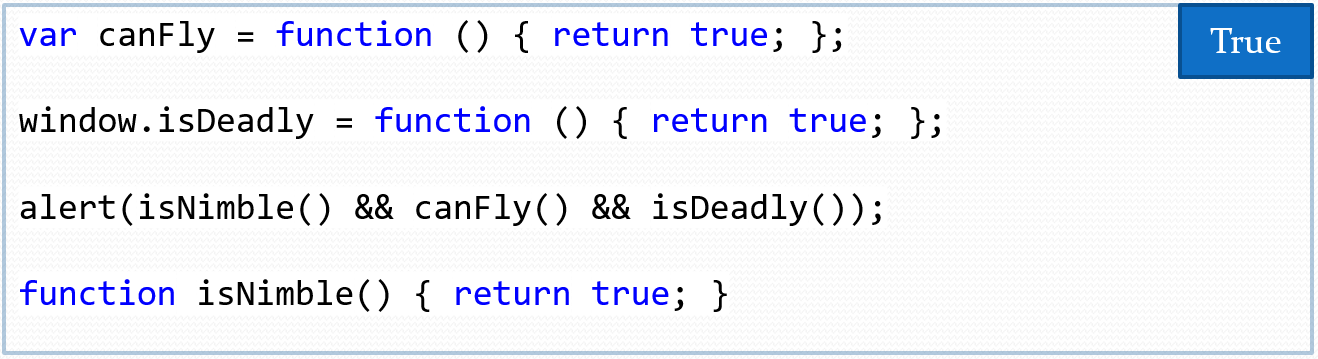 var canFly = function () { return true; };
True
window.isDeadly = function () { return true; };
alert(isNimble() && canFly() && isDeadly());
function isNimble() { return true; }